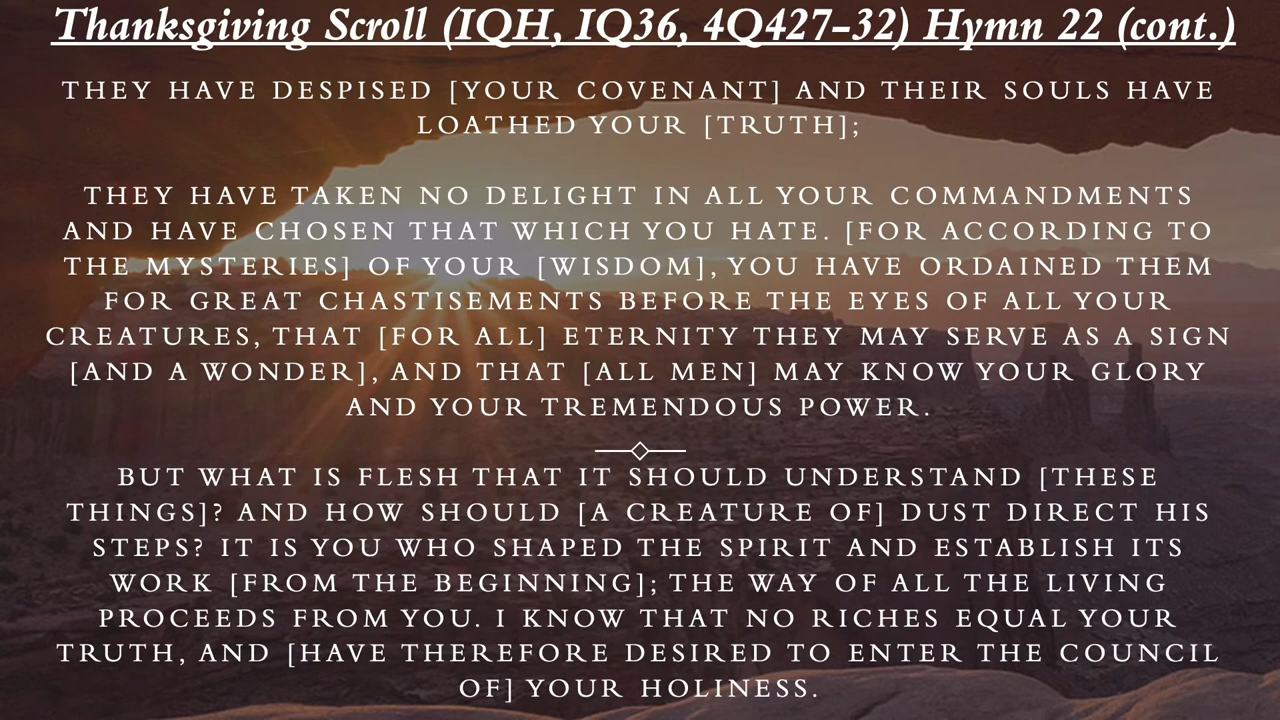 Thanksgiving Scroll (IQH, IQ36, 4Q427–32) Hymn 22 (cont.)
THEY HAVE DESPISED [YOUR COVENANT] AND THEIR SOULS HAVE
LOATHED YOUR [TRUTH];
THEY HAVE TAKEN NO DELIGHT IN ALL YOUR COMMANDMENTS
AND HAVE CHOSEN THAT WHICH YOU HATE. [FOR ACCORDING TO
THE MYSTERIES] OF YOUR [WISDOM], YOU HAVE ORDAINED THEM
FOR GREAT CHASTISEMENTS BEFORE THE EYES OF ALL YOUR
CREATURES, THAT [FOR ALL] ETERNITY THEY MAY SERVE AS A SIGN
[AND A WONDER], AND THAT [ALL MEN] MAY KNOW YOUR GLORY
AND YOUR TREMENDOUS POWER.
BUT WHAT IS FLESH THAT IT SHOULD UNDERSTAND [THESE
THINGS]? AND HOW SHOULD [A CREATURE OF] DUST DIRECT HIS
STEPS? IT IS YOU WHO SHAPED THE SPIRIT AND ESTABLISH ITS
WORK [FROM THE BEGINNING]; THE WAY OF ALL THE LIVING
PROCEEDS FROM YOU. I KNOW THAT NO RICHES EQUAL YOUR
TRUTH, AND [HAVE THEREFORE DESIRED TO ENTER THE COUNCIL
OF] YOUR HOLINESS.